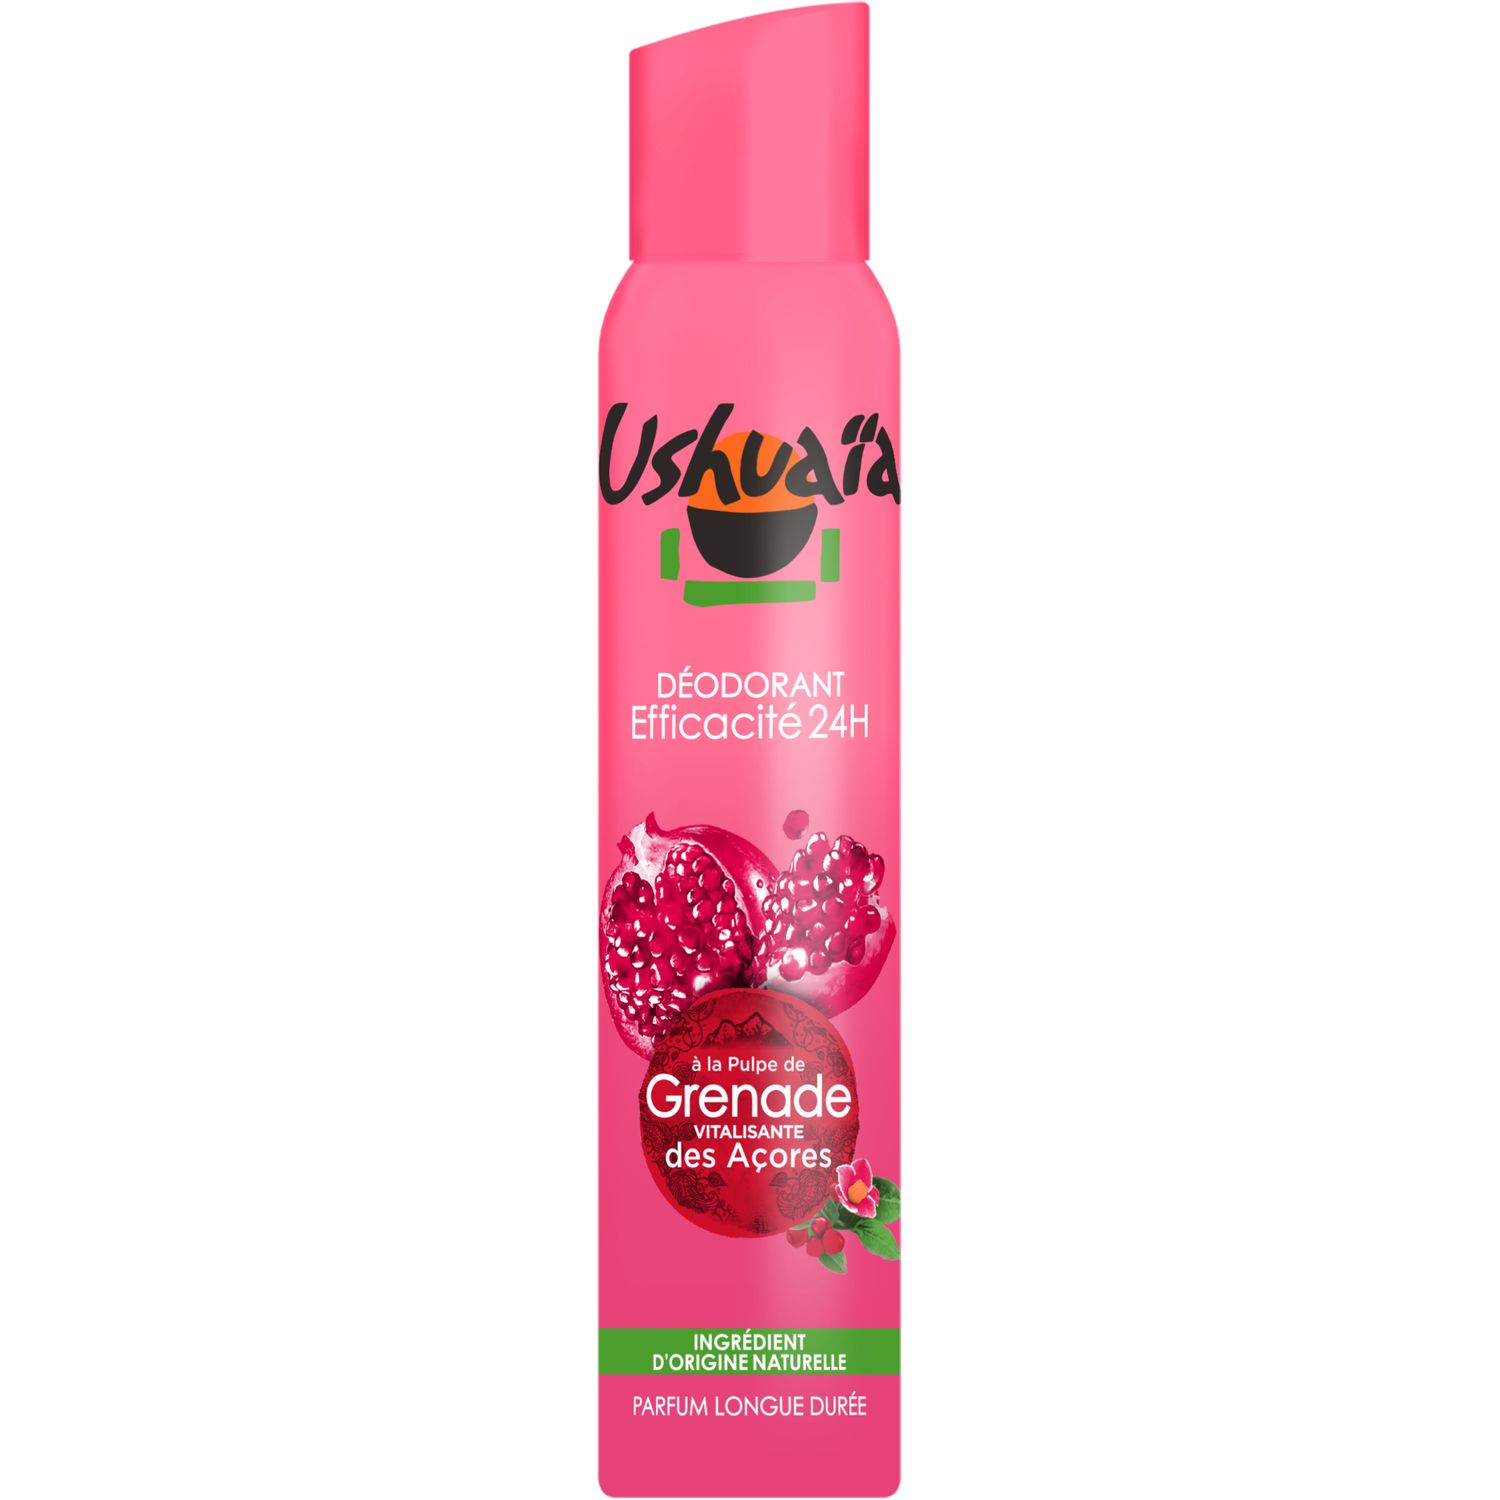 Ushuaïa
DÉODORANT
Efficacité 24H
à la Pulpe de
Grenade
VITALISANTE
des Açores
INGRÉDIENT
D'ORIGINE NATURELLE
PARFUM LONGUE DURÉE